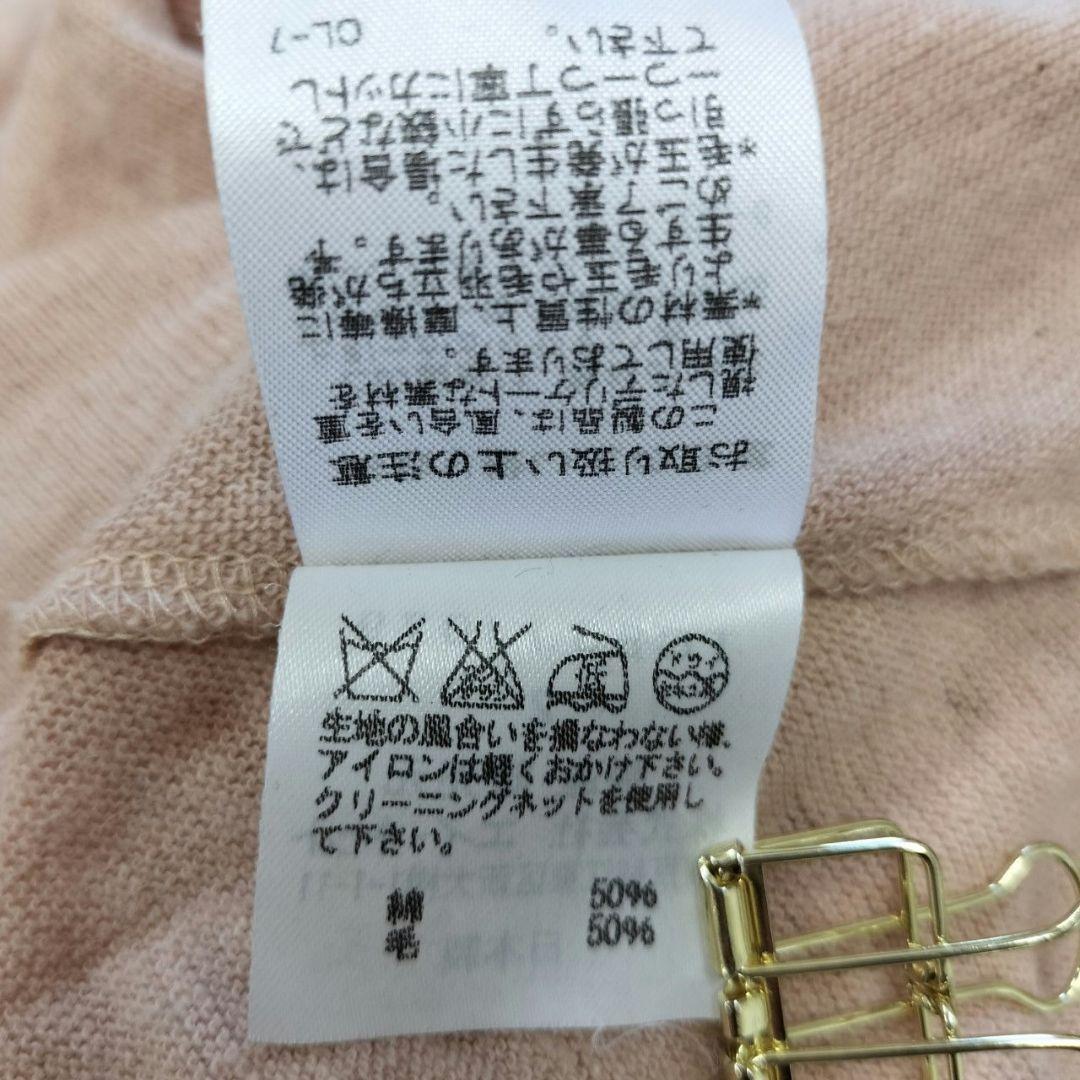 お取り扱い上の注意
この製品は、風合いを重
視したデリケートな素材を
使用しております。
*素材の性質上、摩擦等に
より毛玉や毛羽立ちが発
生する事があります。予
めご了承下さい。
*毛玉が発生した場合は、
引っ張らずに小鋏などで
一つ一つ丁寧にカットし
て下さい。 CL-7
生地の風合いを損なわない様、
アイロンは軽くおかけ下さい。
クリーニングネットを使用し
て下さい。
綿 50%
毛 50%